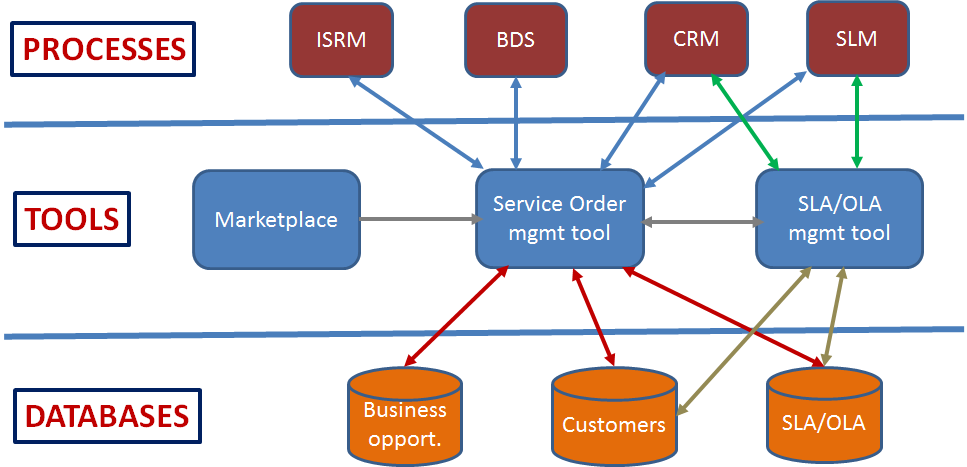 PROCESSES
ISRM
BDS
CRM
SLM
TOOLS
Marketplace
Service Order
mgmt tool
SLA/OLA
mgmt tool
DATABASES
Business
opport.
Customers
SLA/OLA